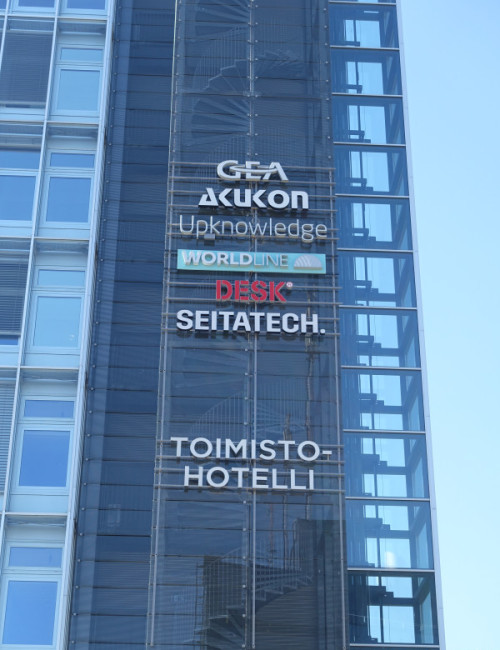 GEA
AKUKON
Upknowledge
WORLDLINE
DESK
SEITATECH.
TOIMISTO-
HOTELLI